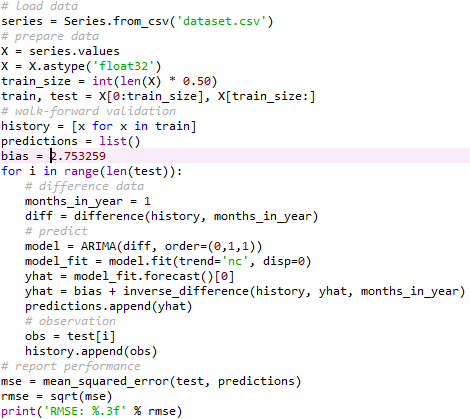 # load data
series = Series.from_csv('dataset.csv')
# prepare data
X = series.values
X = X.astype('float32')
train_size = int(len(X) * 0.50)
train, test = X[0:train_size], X[train_size:]
# walk-forward validation
history = [x for x in train]
predictions = list()
bias = 2.753259
for i in range(len(test)):
    # difference data
    months_in_year = 1
    diff = difference(history, months_in_year)
    # predict
    model = ARIMA(diff, order=(0,1,1))
    model_fit = model.fit(trend='nc', disp=0)
    yhat = model_fit.forecast()[0]
    yhat = bias + inverse_difference(history, yhat, months_in_year)
    predictions.append(yhat)
    # observation
    obs = test[i]
    history.append(obs)
# report performance
mse = mean_squared_error(test, predictions)
rmse = sqrt(mse)
print('RMSE: %.3f' % rmse)